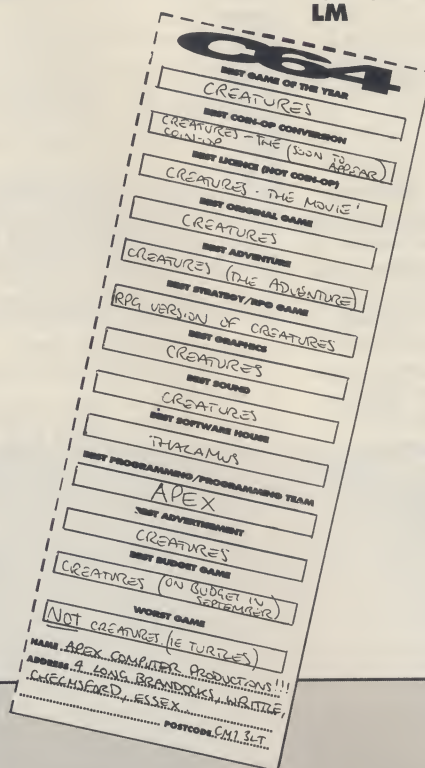 LM
C64
BEST GAME OF THE YEAR
CREATURES
BEST COIN-OP CONVERSION
CREATURES - THE (SOON TO APPEAR)
COIN-OP
BEST LICENCE (NOT COIN-OP)
CREATURES - THE MOVIE'
BEST ORIGINAL GAME
CREATURES
BEST ADVENTURE
CREATURES (THE ADVENTURE)
BEST STRATEGY/RPG GAME
RPG VERSION OF CREATURES
BEST GRAPHICS
CREATURES
BEST SOUND
CREATURES
BEST SOFTWARE HOUSE
THALAMUS
BEST PROGRAMMING/PROGRAMMING TEAM
APEX
BEST ADVERTISEMENT
CREATURES
BEST BUDGET GAME
CREATURES (ON BUDGET IN
SEPTEMBER)
WORST GAME
NOT CREATURES (IE TURTLES)
NAME APEX COMPUTER PRODUCTIONS!!!
ADDRESS 9 LONG BRANDOCKS, WRITTLE,
CHELMSFORD, ESSEX
POSTCODE CM1 3LT